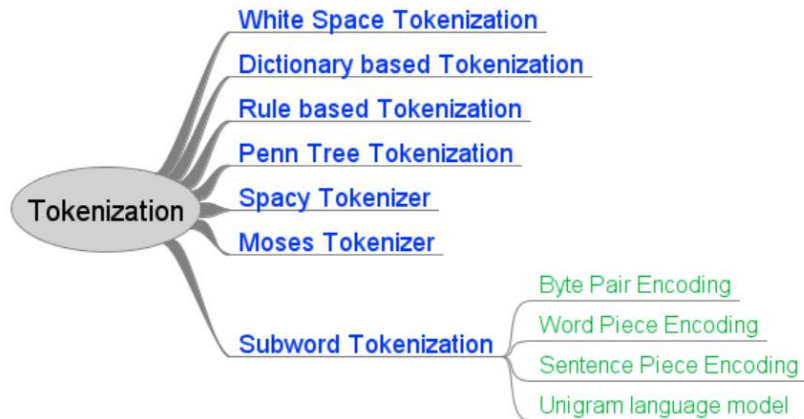 White Space Tokenization
Dictionary based Tokenization
Rule based Tokenization
Penn Tree Tokenization
Tokenization
Spacy Tokenizer
Moses Tokenizer
Subword Tokenization
Byte Pair Encoding
Word Piece Encoding
Sentence Piece Encoding
Unigram language model